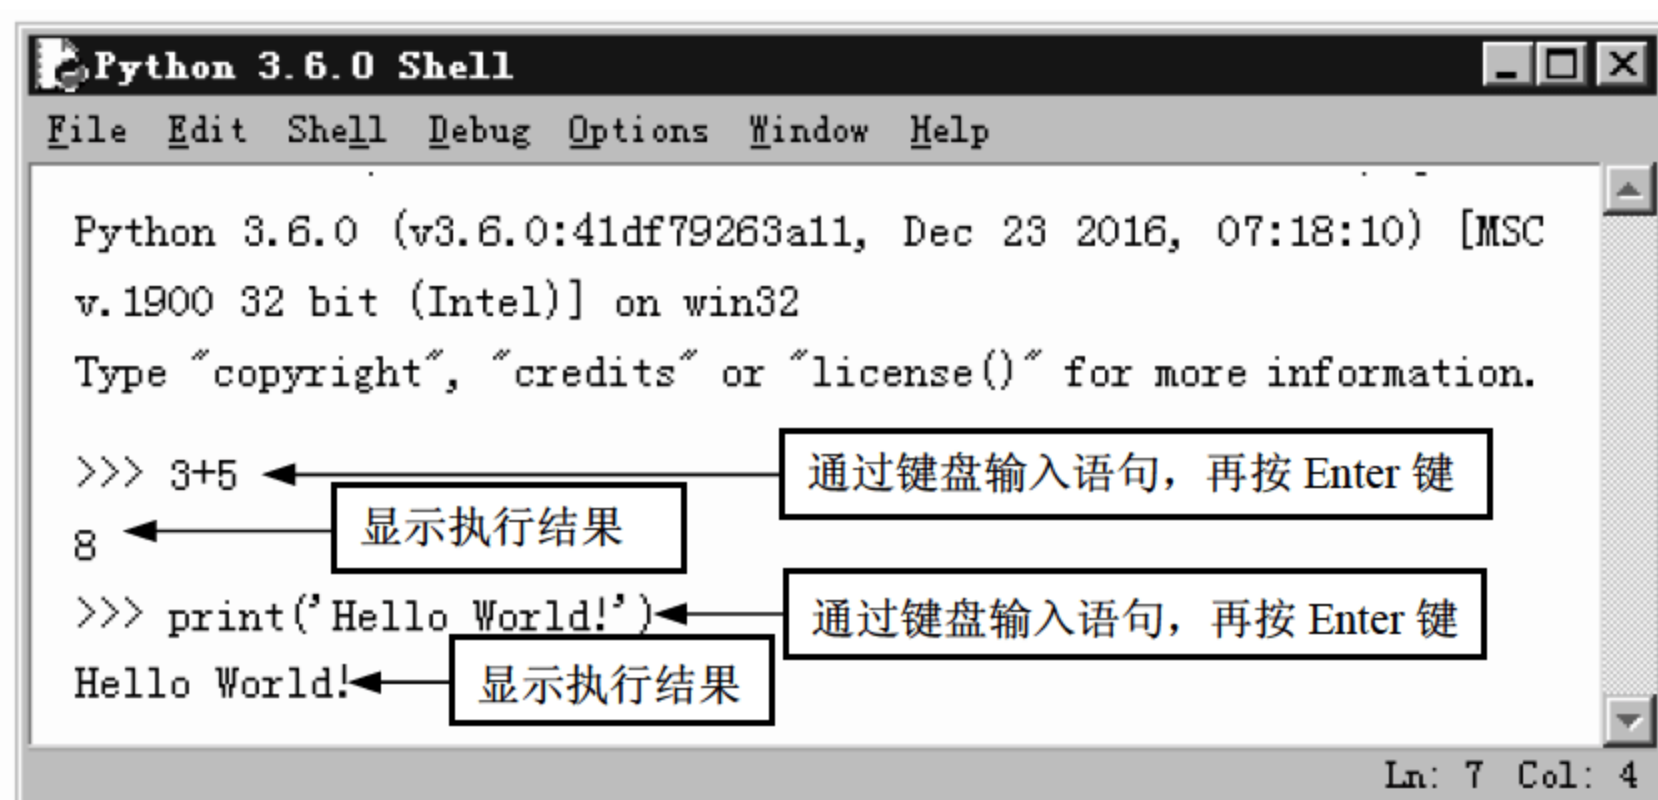 Python 3.6.0 Shell
File Edit Shell Debug Options Window Help
Python 3.6.0 (v3.6.0:41df79263a11, Dec 23 2016, 07:18:10) [MSC
v.1900 32 bit (Intel)] on win32
Type "copyright", "credits" or "license()" for more information.
>>> 3+5
通过键盘输入语句，再按 Enter 键
8
显示执行结果
>>> print('Hello World!')
通过键盘输入语句，再按 Enter 键
Hello World!
显示执行结果
Ln: 7 Col: 4